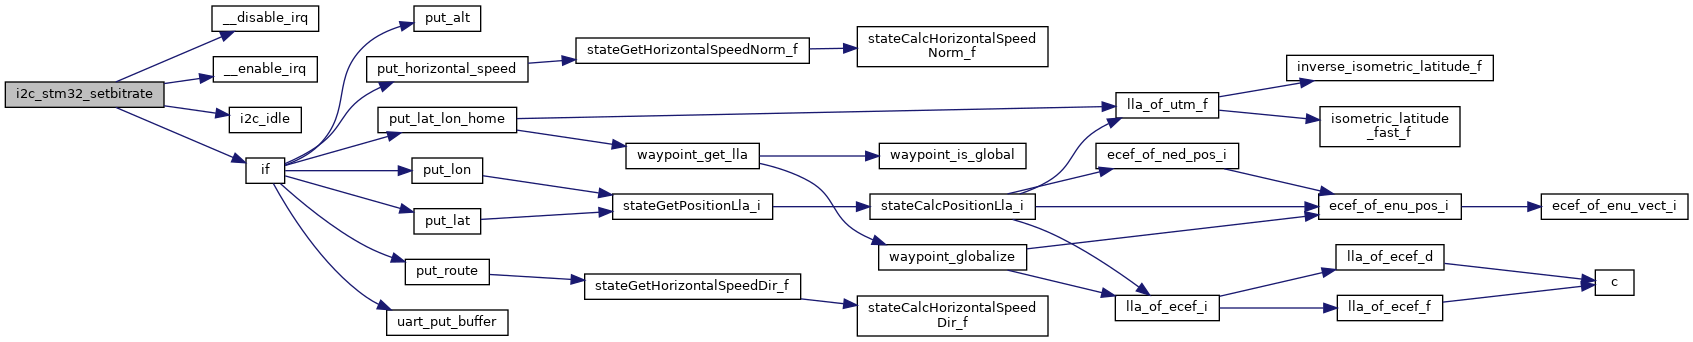 i2c_stm32_setbitrate
__disable_irq
__enable_irq
i2c_idle
if
put_alt
put_horizontal_speed
put_lat_lon_home
put_lon
put_lat
put_route
uart_put_buffer
stateGetHorizontalSpeedNorm_f
waypoint_get_lla
stateGetPositionLla_i
stateGetHorizontalSpeedDir_f
stateCalcHorizontalSpeed
Norm_f
waypoint_is_global
stateCalcPositionLla_i
waypoint_globalize
stateCalcHorizontalSpeed
Dir_f
lla_of_utm_f
ecef_of_ned_pos_i
lla_of_ecef_i
inverse_isometric_latitude_f
isometric_latitude
_fast_f
ecef_of_enu_pos_i
lla_of_ecef_d
lla_of_ecef_f
ecef_of_enu_vect_i
c